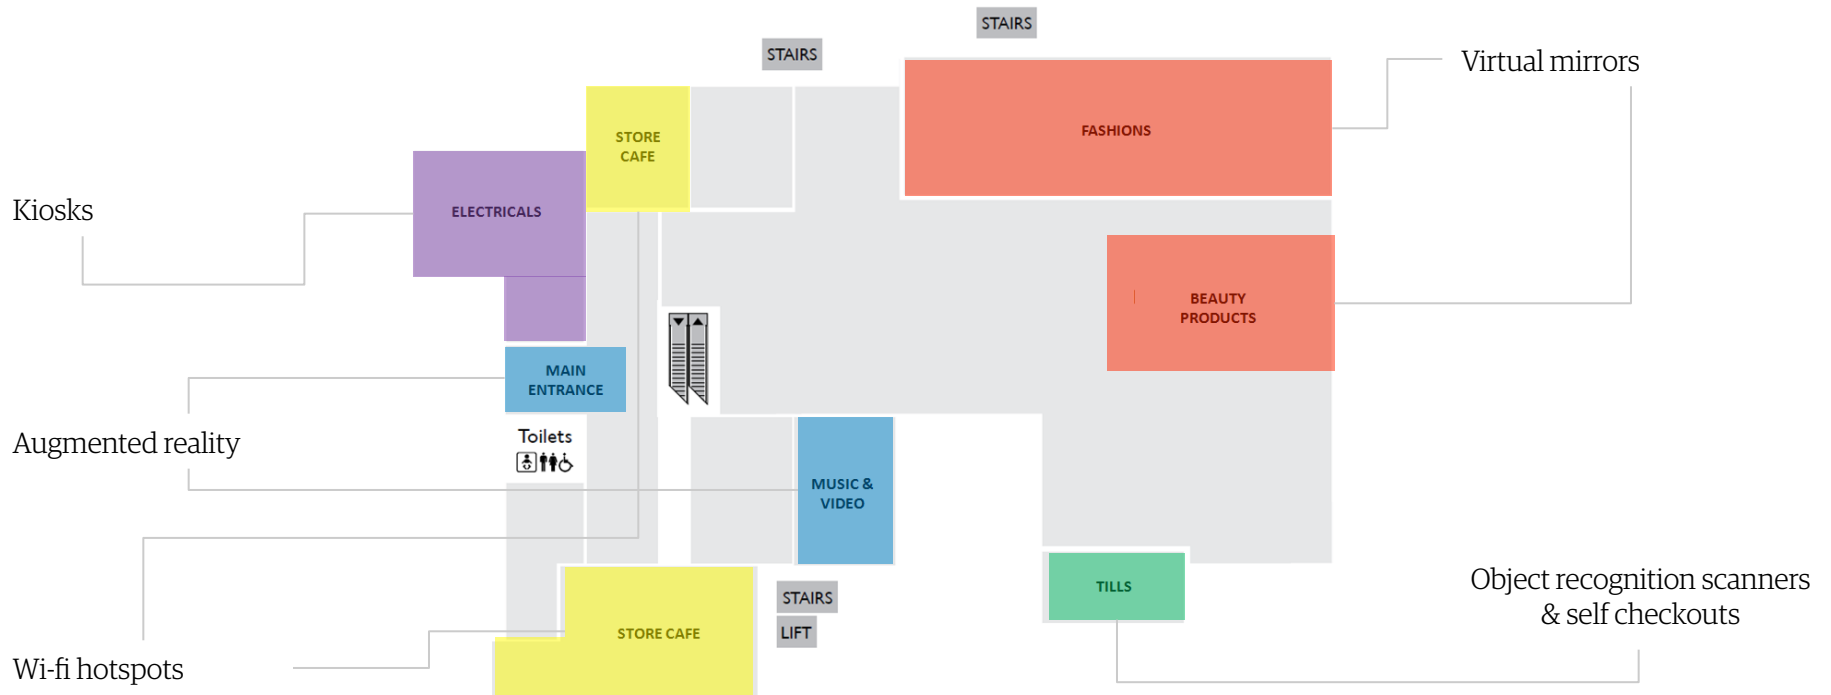 STAIRS
STAIRS
Virtual mirrors
STORE
CAFE
FASHIONS
Kiosks
ELECTRICALS
BEAUTY
PRODUCTS
MAIN
ENTRANCE
Augmented reality
Toilets
MUSIC &
VIDEO
TILLS
Object recognition scanners
& self checkouts
STAIRS
LIFT
STORE CAFE
Wi-fi hotspots